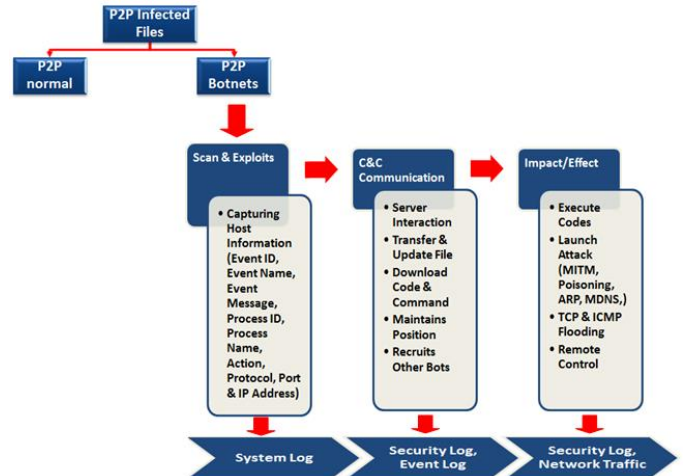 P2P Infected
Files
P2P
normal
P2P
Botnets
Scan & Exploits
• Capturing
Host
Information
(Event ID,
Event Name,
Event
Message,
Process ID,
Process
Name,
Action,
Protocol, Port
& IP Address)
System Log
C&C
Communication
• Server
Interaction
• Transfer &
Update File
• Download
Code &
Command
• Maintains
Position
• Recruits
Other Bots
Security Log,
Event Log
Impact/Effect
• Execute
Codes
• Launch
Attack
(MITM,
Poisoning,
ARP, MDNS,)
• TCP & ICMP
Flooding
• Remote
Control
Security Log,
Network Traffic